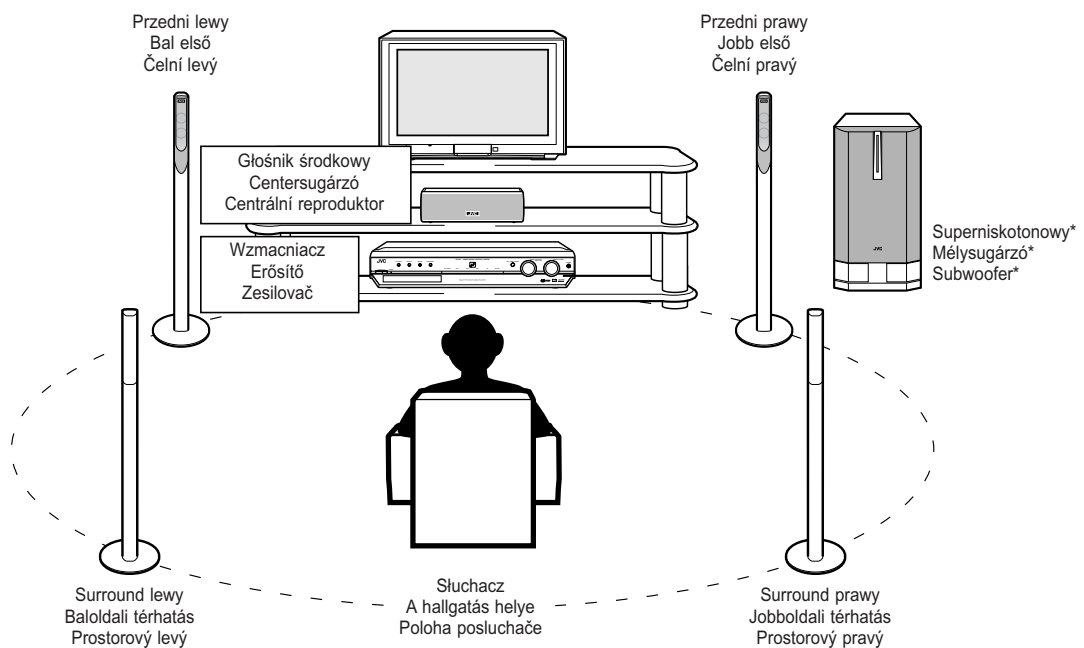 Przedni lewy
Bal első
Čelní levý
Przedni prawy
Jobb első
Čelní pravý
Głośnik środkowy
Centersugárzó
Centrální reproduktor
Wzmacniacz
Erősítő
Zesilovač
JVC
JVC
JVC
Superniskotonowy*
Mélysugárzó*
Subwoofer*
Surround lewy
Baloldali térhatás
Prostorový levý
Słuchacz
A hallgatás helye
Poloha posluchače
Surround prawy
Jobboldali térhatás
Prostorový pravý